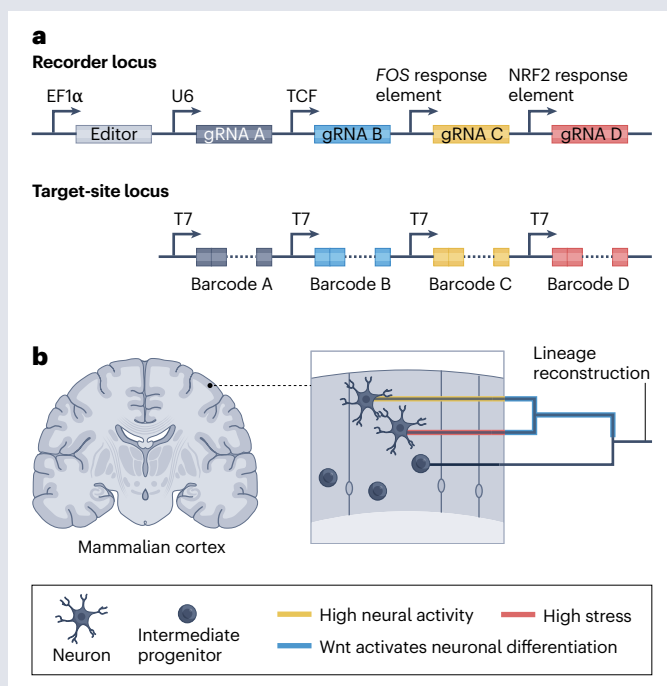 a
Recorder locus
EF1α
U6
TCF
FOS response
element
NRF2 response
element
Editor
gRNA A
gRNA B
gRNA C
gRNA D
Target-site locus
T7
T7
T7
T7
Barcode A
Barcode B
Barcode C
Barcode D
b
Lineage
reconstruction
Mammalian cortex
Neuron
Intermediate
progenitor
High neural activity
High stress
Wnt activates neuronal differentiation